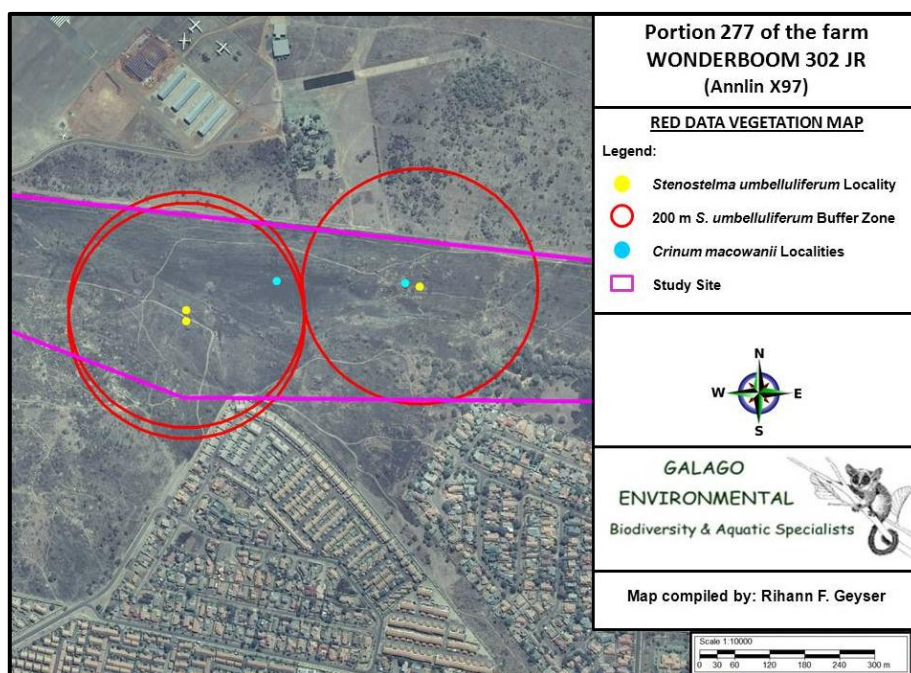 Portion 277 of the farm
WONDERBOOM 302 JR
(Annlin X97)
RED DATA VEGETATION MAP
Legend:
Stenostelma umbelluliferum Locality
200 m S. umbelluliferum Buffer Zone
Crinum macowanii Localities
Study Site
N
W E
S
GALAGO
ENVIRONMENTAL
Biodiversity & Aquatic Specialists
Map compiled by: Rihann F. Geyser
Scale 1:10000
0 30 60 120 180 240 300 m